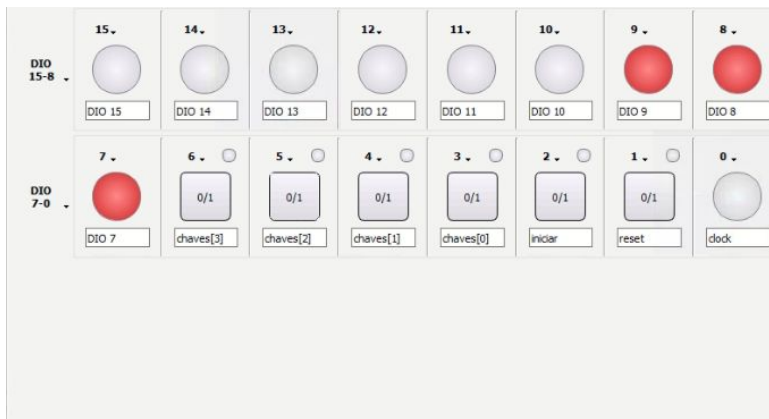 15 14 13 12 11 10 9 8
DIO
15-8
DIO 15 DIO 14 DIO 13 DIO 12 DIO 11 DIO 10 DIO 9 DIO 8
7 6 5 4 3 2 1 0
DIO
7-0
0/1 0/1 0/1 0/1 0/1 0/1
DIO 7 chaves[3] chaves[2] chaves[1] chaves[0] iniciar reset clock